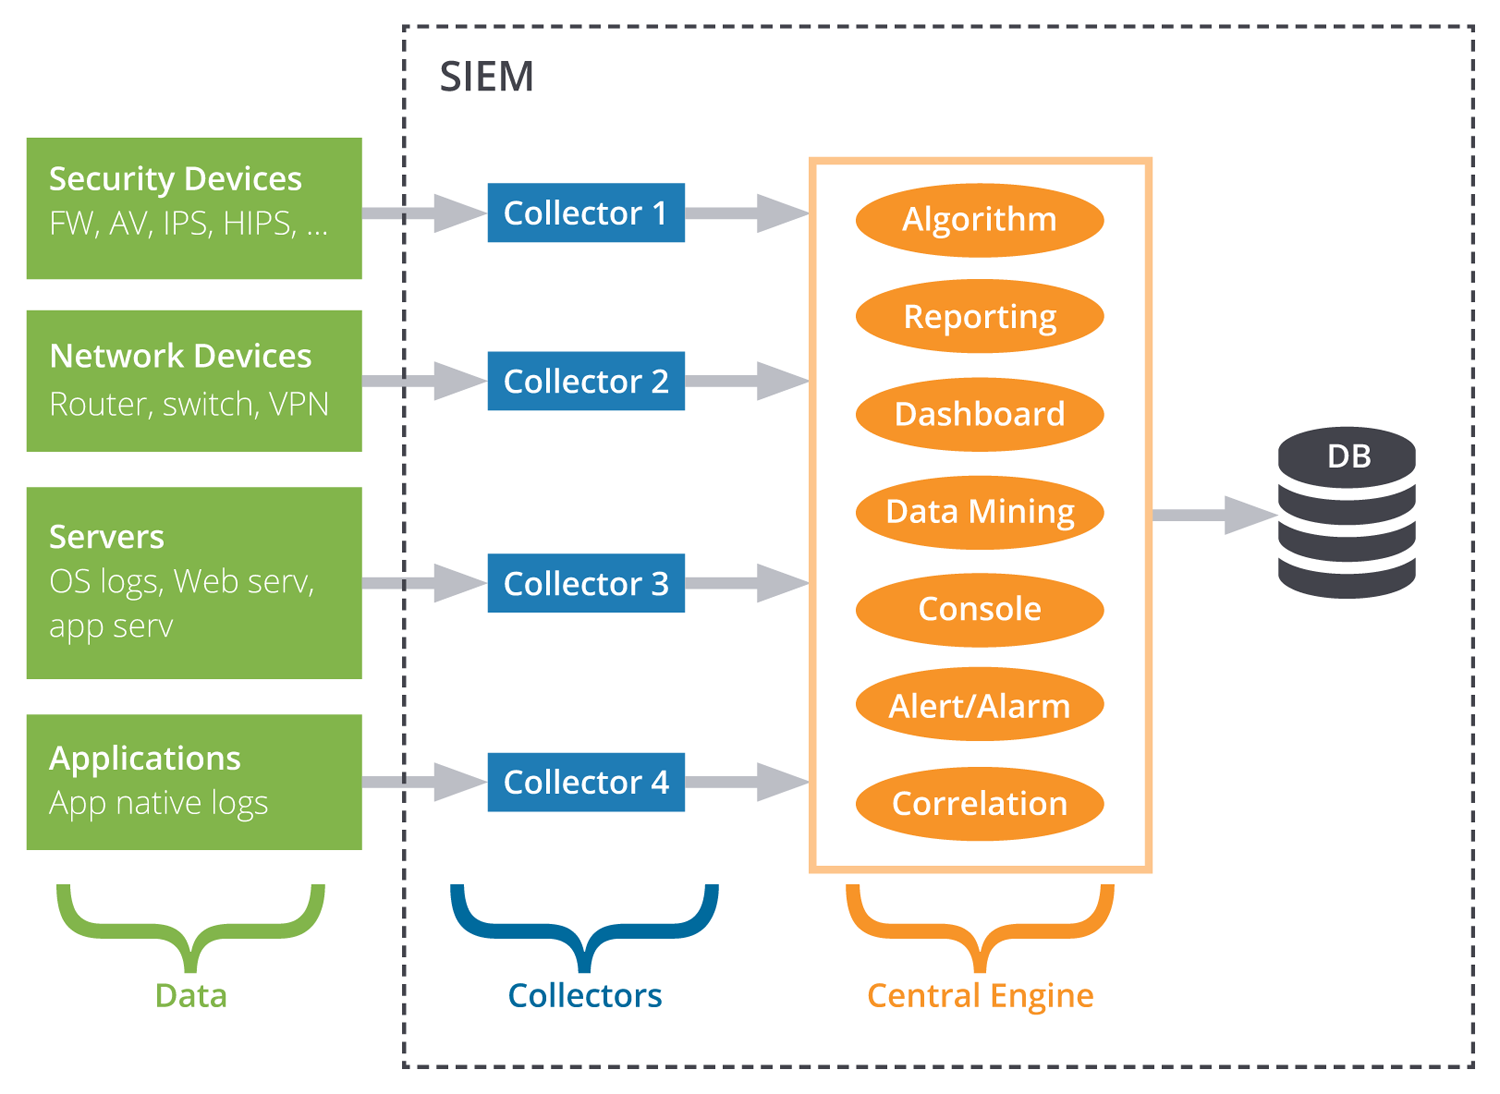 SIEM
Security Devices
FW, AV, IPS, HIPS, ...
Network Devices
Router, switch, VPN
Servers
OS logs, Web serv,
app serv
Applications
App native logs
Data
Collector 1
Collector 2
Collector 3
Collector 4
Collectors
Algorithm
Reporting
Dashboard
Data Mining
Console
Alert/Alarm
Correlation
Central Engine
DB